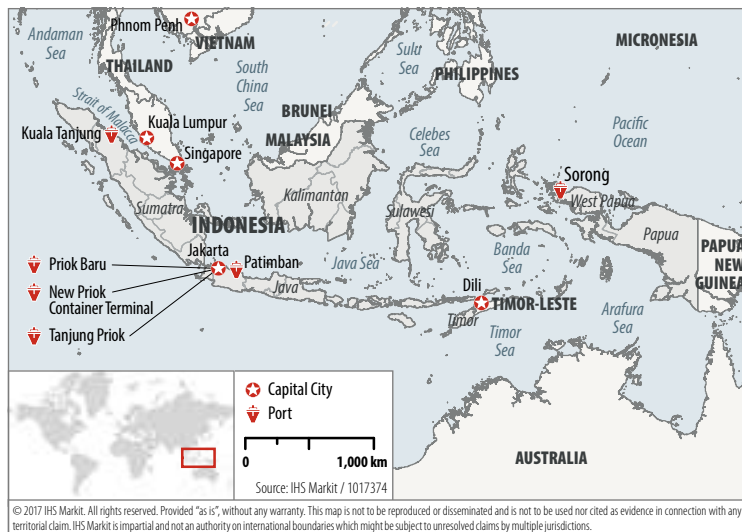 Phnom Penh
Andaman
Sea
VIETNAM
THAILAND
South
China
Sea
Sulu
Sea
PHILIPPINES
MICRONESIA
Pacific
Ocean
BRUNEI
MALAYSIA
Celebes
Sea
Strait of Malacca
Kuala Lumpur
Kuala Tanjung
Singapore
Sorong
West Papua
Kalimantan
Sumatra
Sulawesi
INDONESIA
Papua
PAPUA
NEW
GUINEA
Jakarta
Patimban
Java Sea
Banda
Sea
Priok Baru
New Priok
Container Terminal
Tanjung Priok
Java
Dili
TIMOR-LESTE
Timor
Timor
Sea
Arafura
Sea
AUSTRALIA
Capital City
Port
0 1,000 km
Source: IHS Markit / 1017374
© 2017 IHS Markit. All rights reserved. Provided "as is", without any warranty. This map is not to be reproduced or disseminated and is not to be used nor cited as evidence in connection with any
territorial claim. IHS Markit is impartial and not an authority on international boundaries which might be subject to unresolved claims by multiple jurisdictions.